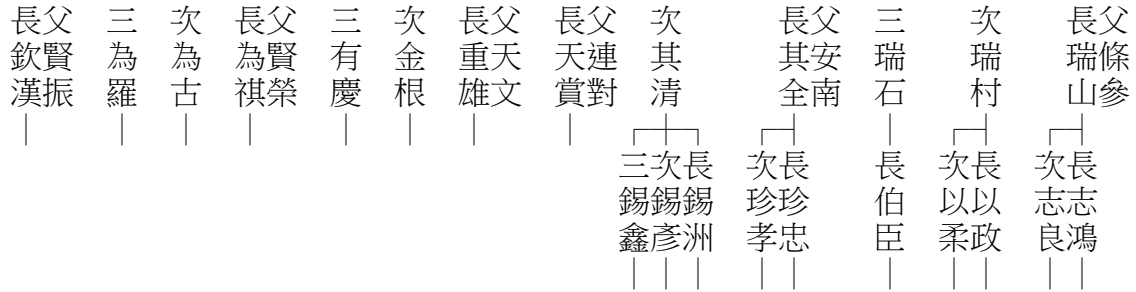 父條參
長瑞山
次瑞村
三瑞石
父安南
長其全
次其清
父連對
長天賞
父天文
長重雄
次金根
三有慶
父賢榮
長為祺
次為古
三為羅
父賢振
長欽漢
長志鴻
次志良
長以政
次以柔
長伯臣
長珍忠
次珍孝
長錫洲
次錫彥
三錫鑫